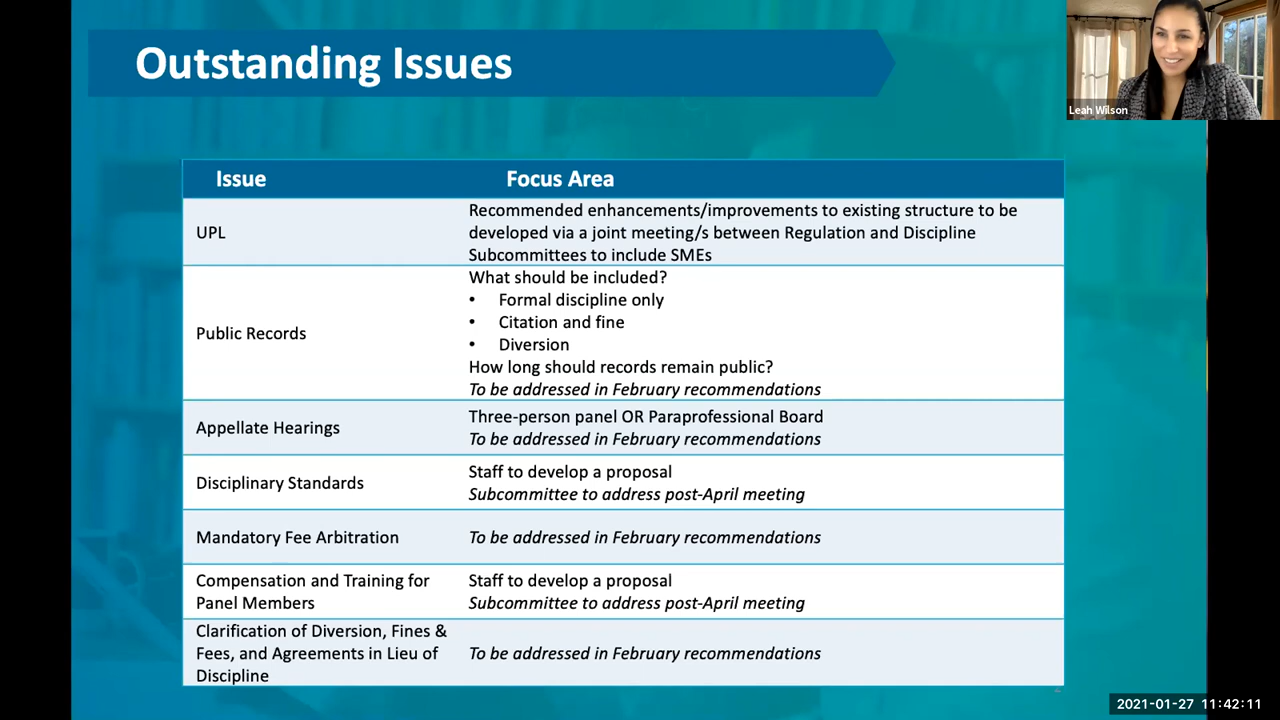 Outstanding Issues
Leah Wilson
Issue Focus Area
UPL
Recommended enhancements/improvements to existing structure to be
developed via a joint meeting/s between Regulation and Discipline
Subcommittees to include SMEs
Public Records
What should be included?
• Formal discipline only
• Citation and fine
• Diversion
How long should records remain public?
To be addressed in February recommendations
Appellate Hearings
Three-person panel OR Paraprofessional Board
To be addressed in February recommendations
Disciplinary Standards
Staff to develop a proposal
Subcommittee to address post-April meeting
Mandatory Fee Arbitration
To be addressed in February recommendations
Compensation and Training for
Panel Members
Staff to develop a proposal
Subcommittee to address post-April meeting
Clarification of Diversion, Fines &
Fees, and Agreements in Lieu of
Discipline
To be addressed in February recommendations
2021-01-27 11:42:11